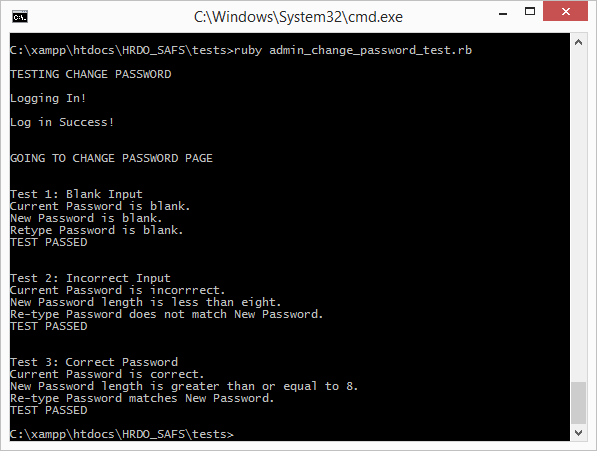 C:\Windows\System32\cmd.exe
C:\xampp\htdocs\HRDO_SAFS\tests>ruby admin_change_password_test.rb
TESTING CHANGE PASSWORD
Logging In!
Log in Success!
GOING TO CHANGE PASSWORD PAGE
Test 1: Blank Input
Current Password is blank.
New Password is blank.
Retype Password is blank.
TEST PASSED
Test 2: Incorrect Input
Current Password is incorrrect.
New Password length is less than eight.
Re-type Password does not match New Password.
TEST PASSED
Test 3: Correct Password
Current Password is correct.
New Password length is greater than or equal to 8.
Re-type Password matches New Password.
TEST PASSED
C:\xampp\htdocs\HRDO_SAFS\tests>